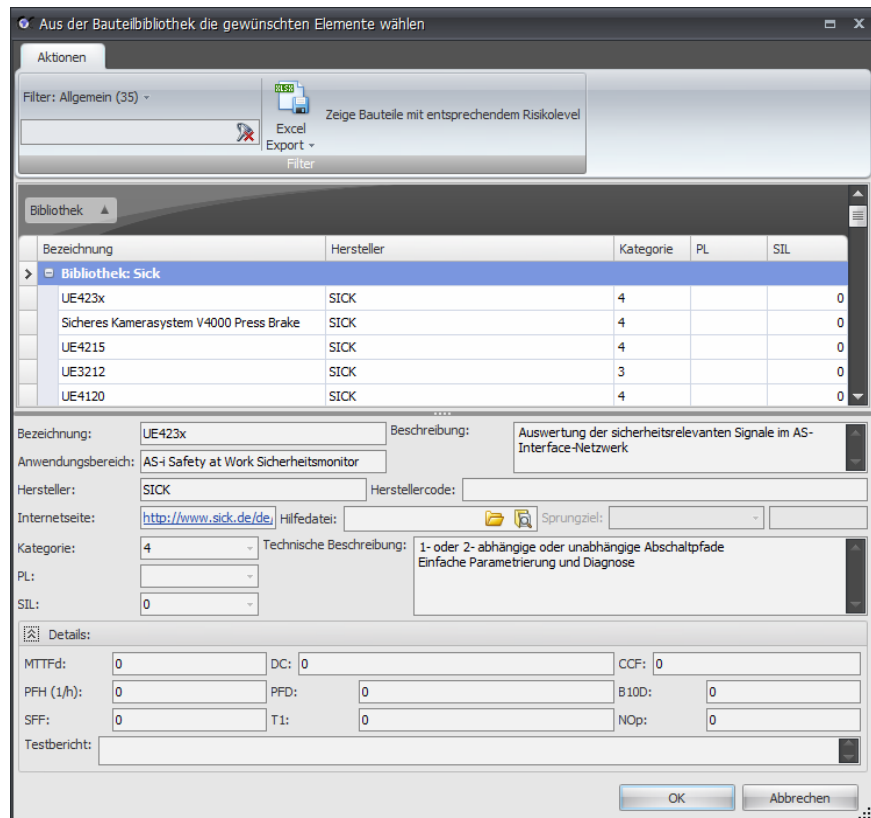 Aus der Bauteilbibliothek die gewünschten Elemente wählen
Aktionen
Filter: Allgemein (35)
XLSX
Excel Export
Zeige Bauteile mit entsprechendem Risikolevel
Filter
Bibliothek
Bezeichnung Hersteller Kategorie PL SIL
Bibliothek: Sick
UE423x SICK 4 0
Sicheres Kamerasystem V4000 Press Brake SICK 4 0
UE4215 SICK 4 0
UE3212 SICK 3 0
UE4120 SICK 4 0
Bezeichnung: UE423x Beschreibung: Auswertung der sicherheitsrelevanten Signale im AS-
Interface-Netzwerk
Anwendungsbereich: AS-i Safety at Work Sicherheitsmonitor
Hersteller: SICK Herstellercode:
Internetseite: http://www.sick.de/de, Hilfedatei: Sprungziel:
Kategorie: 4 Technische Beschreibung: 1- oder 2- abhängige oder unabhängige Abschaltpfade
Einfache Parametrierung und Diagnose
PL:
SIL: 0
Details:
MTTFd: 0 DC: 0 CCF: 0
PFH (1/h): 0 PFD: 0 B10D: 0
SFF: 0 T1: 0 NOp: 0
Testbericht:
OK Abbrechen